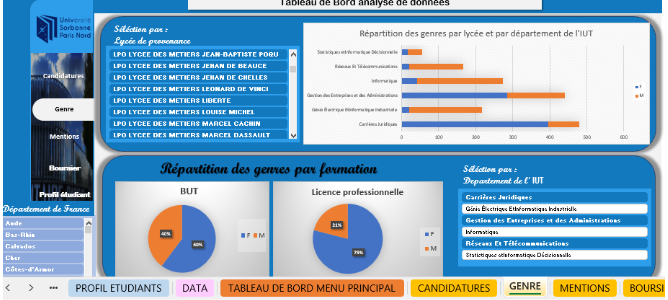 Tableau de Bord analyse de données
Université
Sorbonne
Paris Nord
Candidatures
Genre
Mentions
Boursier
Profil étudiant
Département de France
Aude
Bas-Rhin
Calvados
Cher
Côtes-d'Armor
Sélection par :
Lycée de provenance
LPO LYCEE DES METIERS JEAN-BAPTISTE POQU
LPO LYCEE DES METIERS JEHAN DE BEAUCE
LPO LYCEE DES METIERS JEHAN DE CHELLES
LPO LYCEE DES METIERS LEONARD DE VINCI
LPO LYCEE DES METIERS LIBERTE
LPO LYCEE DES METIERS LOUISE MICHEL
LPO LYCEE DES METIERS MARCEL CACHIN
LPO LYCEE DES METIERS MARCEL DASSAULT
Répartition des genres par lycée et par département de l'IUT
Statistiques et Informatique Décisionnelle
Réseaux Et Télécommunications
Informatique
Gestion des Entreprises et des Administrations
Génie Électrique Et Informatique Industrielle
Carrières Juridiques
0 100 200 300 400 500 600
F
M
Répartition des genres par formation
BUT
40%
60%
F M
Licence professionnelle
21%
79%
F
M
Sélection par :
Departement de l' IUT
Carrières Juridiques
Génie Électrique Et Informatique Industrielle
Gestion des Entreprises et des Administrations
Informatique
Réseaux Et Télécommunications
Statistiques et Informatique Décisionnelle
PROFIL ETUDIANTS
DATA
TABLEAU DE BORD MENU PRINCIPAL
CANDIDATURES
GENRE
MENTIONS
BOURSI